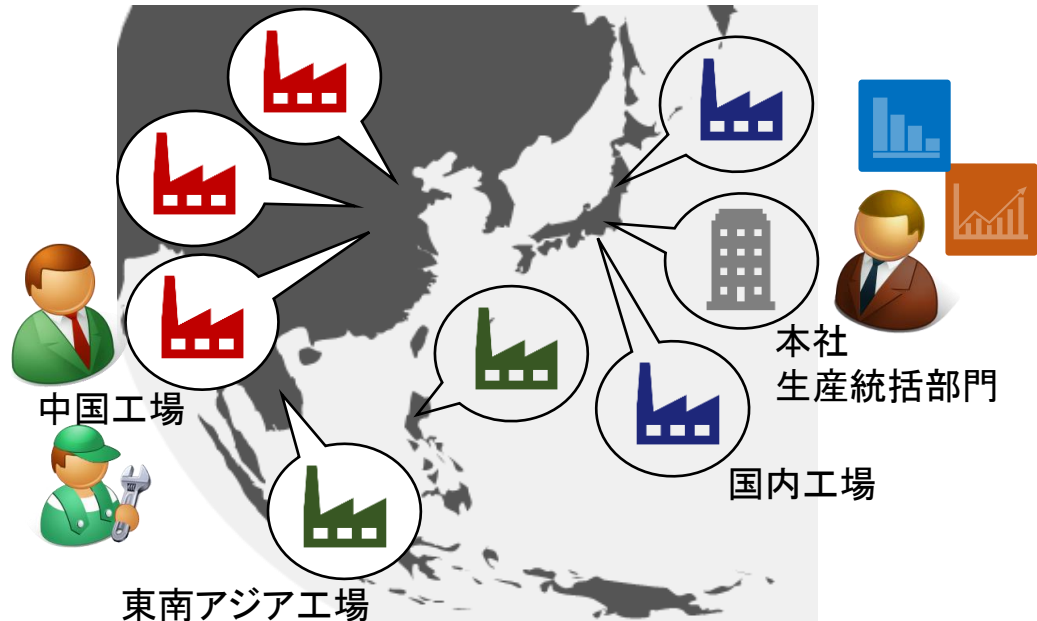 本社
生産統括部門
中国工場
国内工場
東南アジア工場